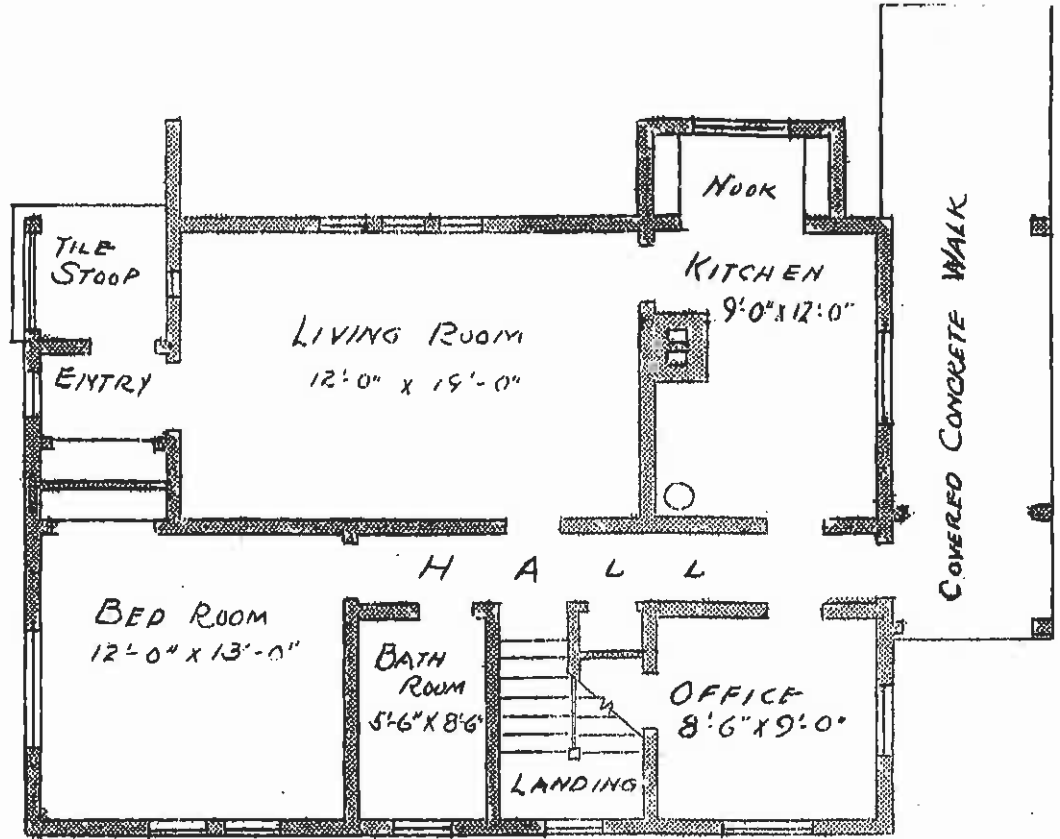 NOOK
TILE
STOOP
KITCHEN
9'-0" X 12'-0"
LIVING ROOM
12'-0" X 19'-0"
ENTRY
COVERED CONCRETE WALK
HALL
BED ROOM
12'-0" X 13'-0"
BATH
ROOM
5'-6" X 8'-6"
OFFICE
8'-6" X 9'-0"
LANDING